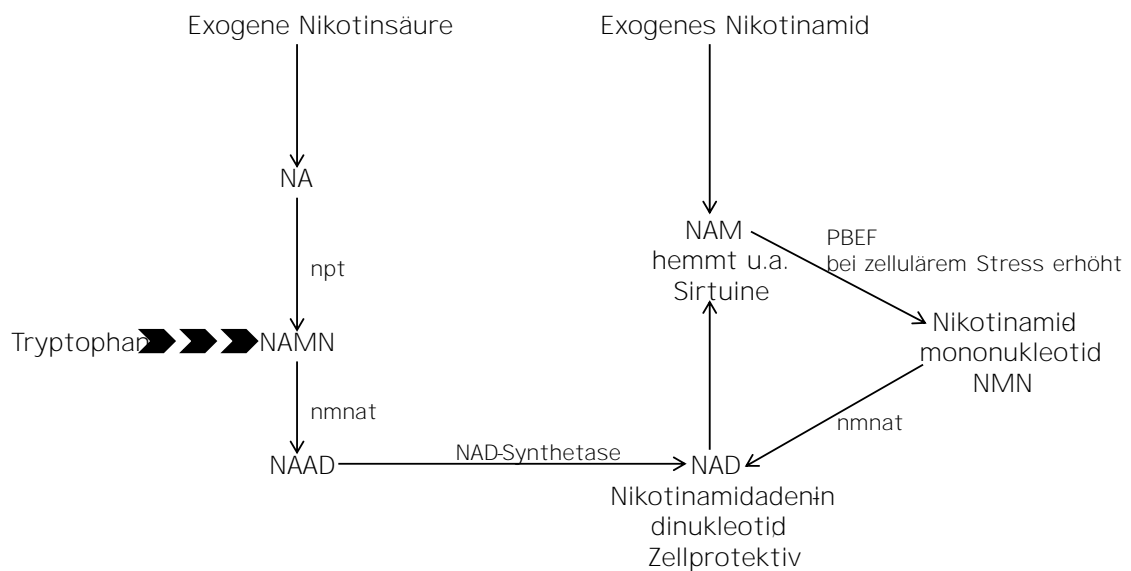 Exogene Nikotinsäure
Exogenes Nikotinamid
NA
npt
NAM
hemmt u.a.
Sirtuine
PBEF
bei zellulärem Stress erhöht
Tryptophan
NAMN
Nikotinamid-
mononukleotid
NMN
nmnat
nmnat
NAAD
NAD-Synthetase
NAD
Nikotinamidadenin-
dinukleotid
Zellprotektiv